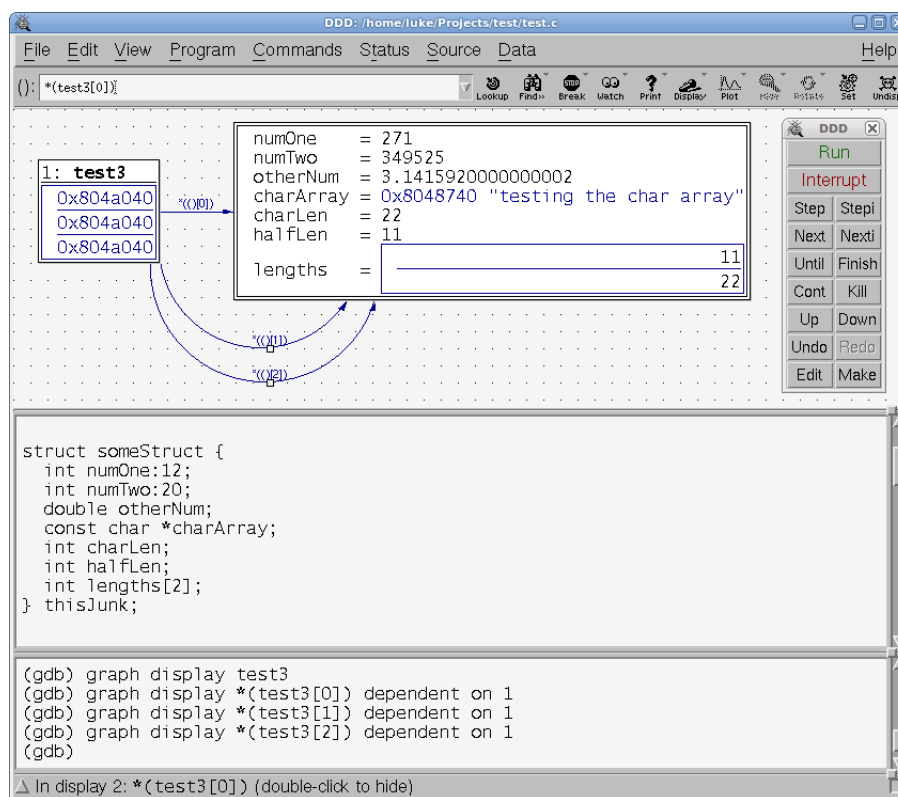 DDD: /home/luke/Projects/test/test.c
File Edit View Program Commands Status Source Data Help
(): *(test3[0])
Lookup Find» Break Watch Print Display Plot Set Undisp
numOne = 271
numTwo = 349525
otherNum = 3.1415920000000002
charArray = 0x8048740 "testing the char array"
charLen = 22
halfLen = 11
lengths =
11
22
1: test3
0x804a040
0x804a040
0x804a040
*(()[0])
*(()[1])
*(()[2])
DDD
Run
Interrupt
Step Stepi
Next Nexti
Until Finish
Cont Kill
Up Down
Undo Redo
Edit Make
struct someStruct {
int numOne:12;
int numTwo:20;
double otherNum;
const char *charArray;
int charLen;
int halfLen;
int lengths[2];
} thisJunk;
(gdb) graph display test3
(gdb) graph display *(test3[0]) dependent on 1
(gdb) graph display *(test3[1]) dependent on 1
(gdb) graph display *(test3[2]) dependent on 1
(gdb)
In display 2: *(test3[0]) (double-click to hide)